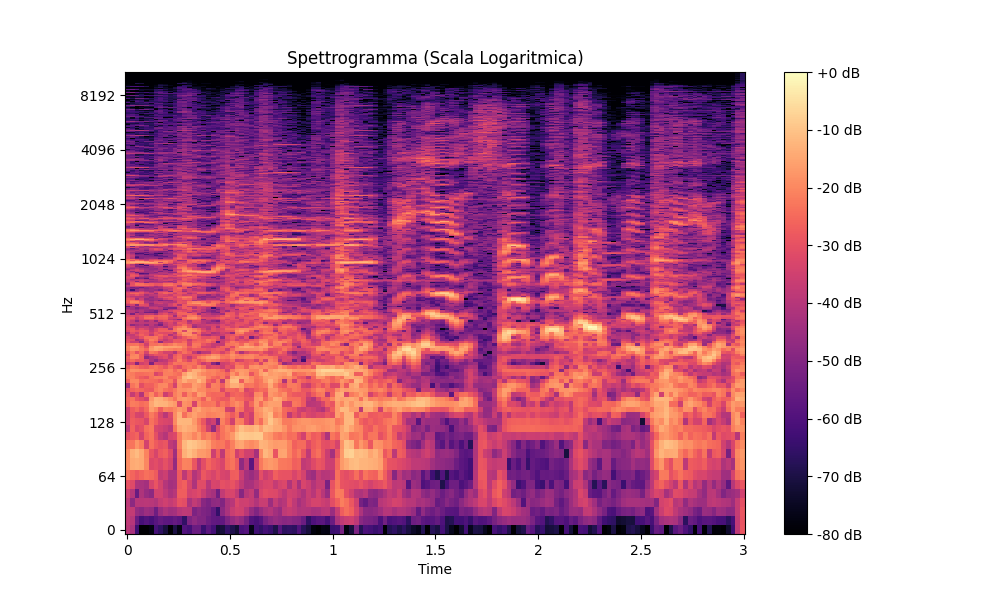 Spettrogramma (Scala Logaritmica)
8192
4096
2048
1024
512
256
128
64
0
Hz
0
0.5
1
1.5
2
2.5
3
Time
+0 dB
-10 dB
-20 dB
-30 dB
-40 dB
-50 dB
-60 dB
-70 dB
-80 dB